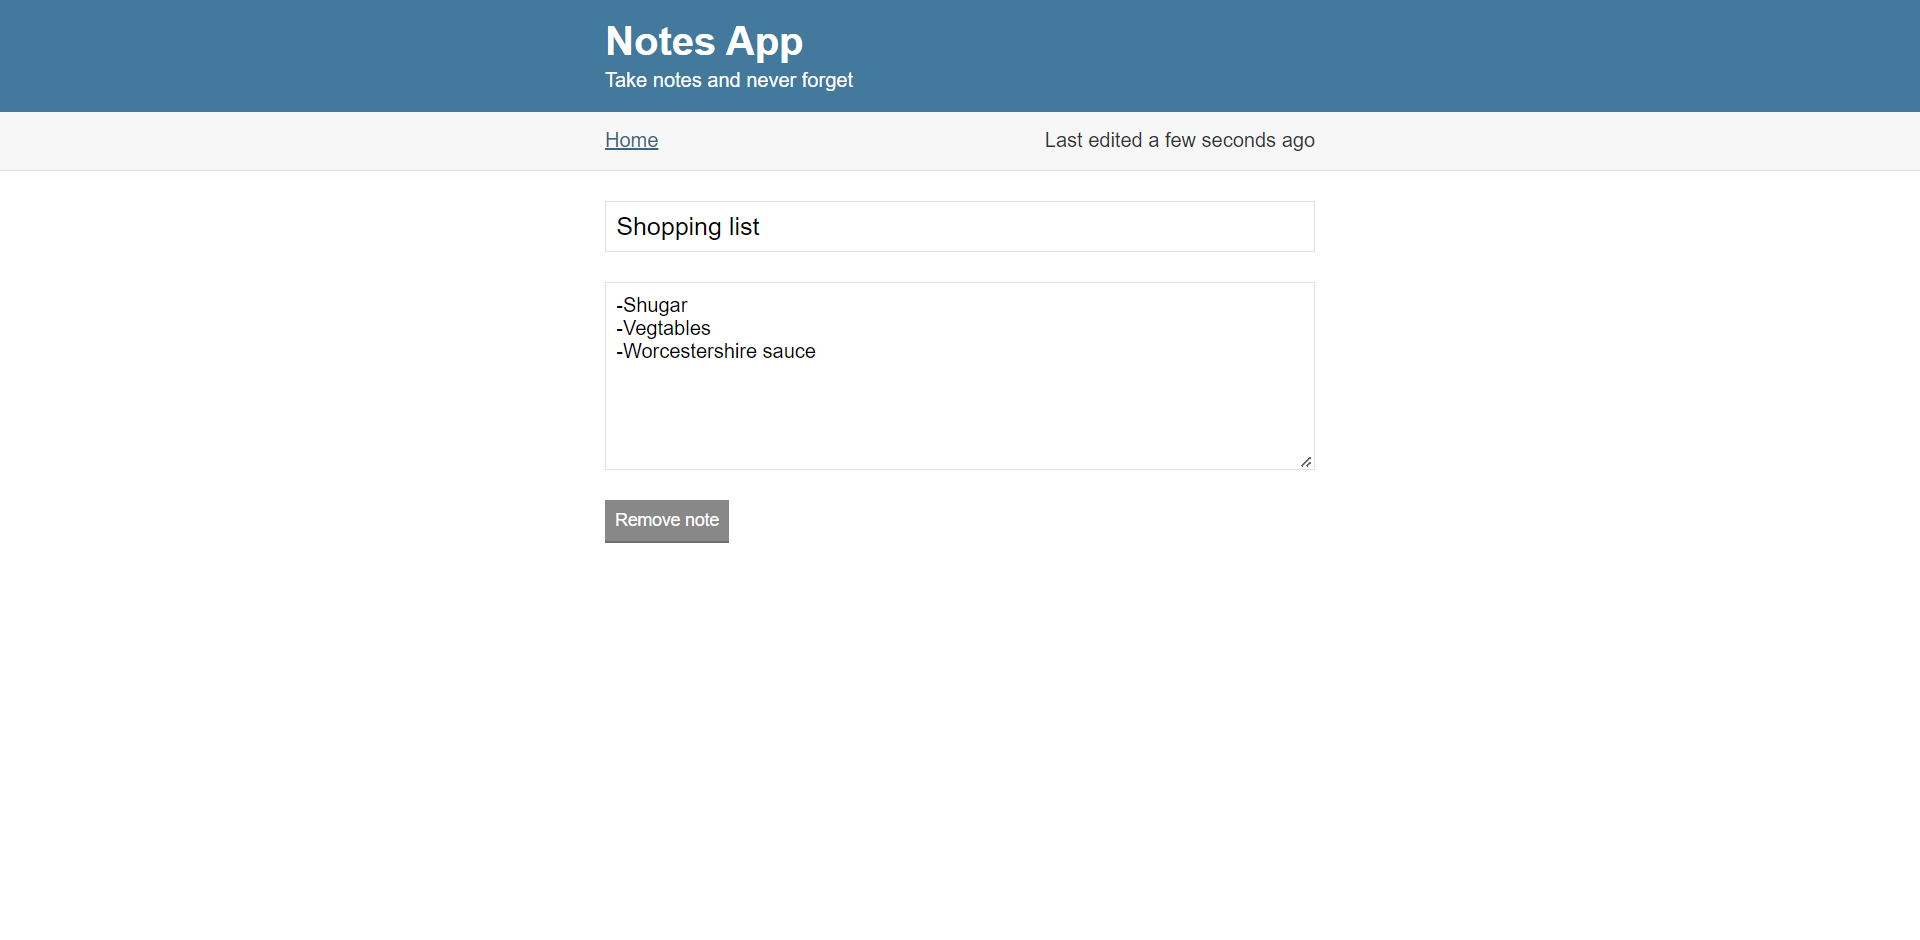 Notes App
Take notes and never forget
Home
Last edited a few seconds ago
Shopping list
-Shugar
-Vegtables
-Worcestershire sauce
Remove note